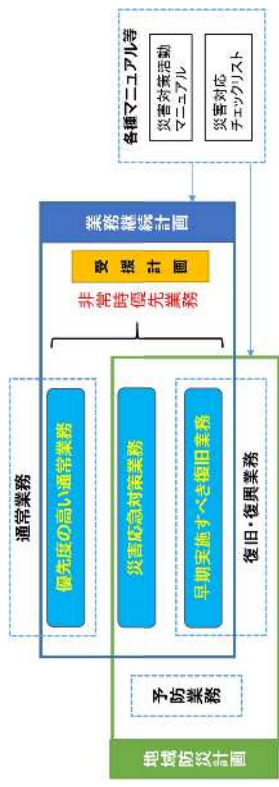 通常業務
優先度の高い通常業務
災害応急対策業務
早期実施すべき復旧業務
復旧・復興業務
予防業務
地域防災計画
非常時優先業務
受援計画
業務継続計画
各種マニュアル等
災害対策活動
マニュアル
災害対応
チェックリスト